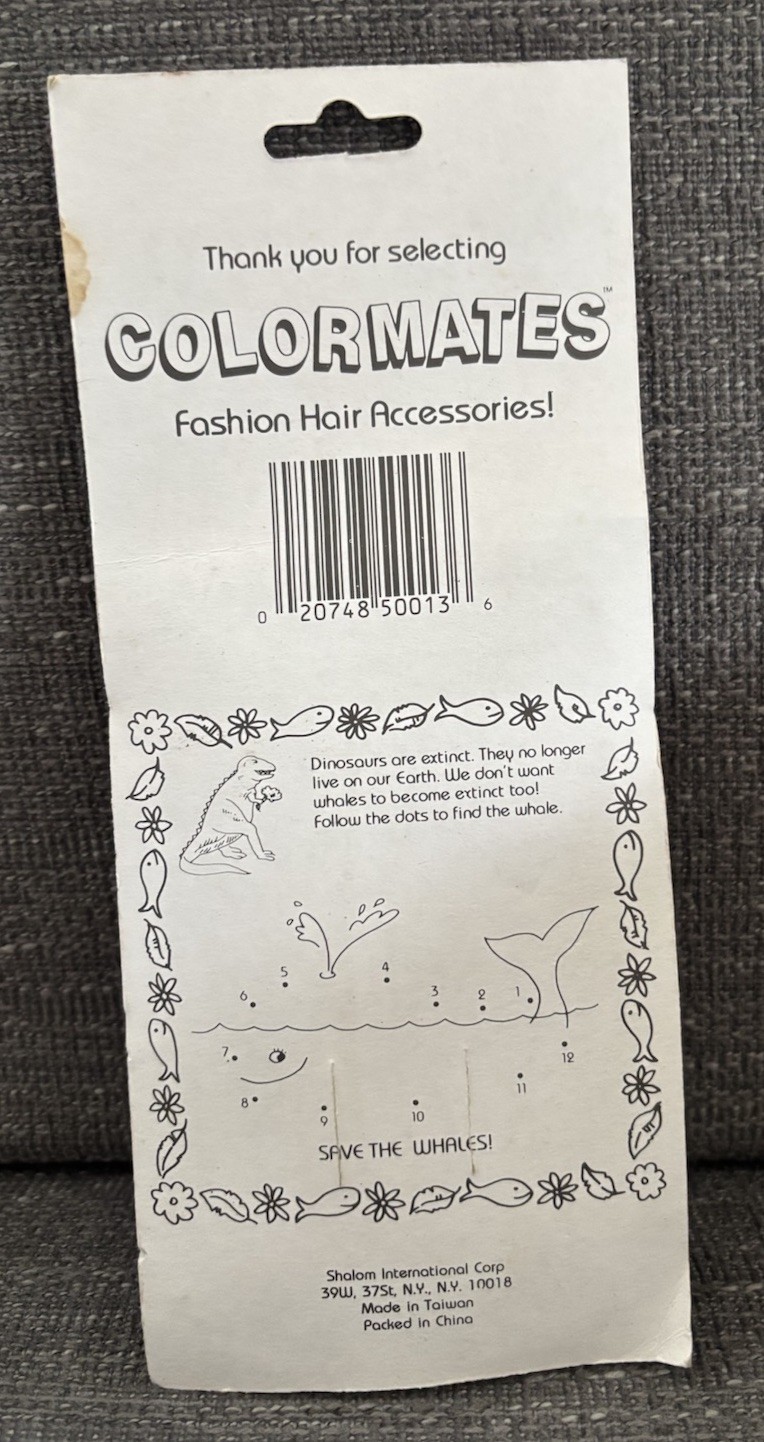 Thank you for selecting
COLORMATES™
Fashion Hair Accessories!
0 20748 50013 6
Dinosaurs are extinct. They no longer
live on our Earth. We don't want
whales to become extinct too!
Follow the dots to find the whale.
5
4
6
3
2
1
7
12
11
8
9
10
SAVE THE WHALES!
Shalom International Corp
39W, 37St, N.Y., N.Y. 10018
Made in Taiwan
Packed in China